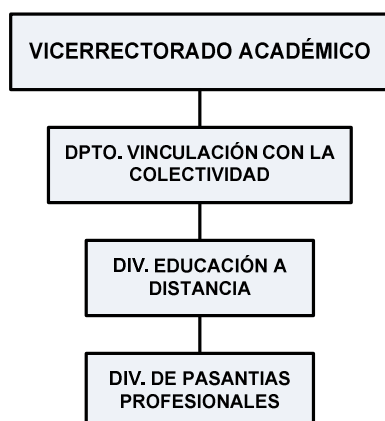 VICERRECTORADO ACADÉMICO
DPTO. VINCULACIÓN CON LA
COLECTIVIDAD
DIV. EDUCACIÓN A
DISTANCIA
DIV. DE PASANTIAS
PROFESIONALES